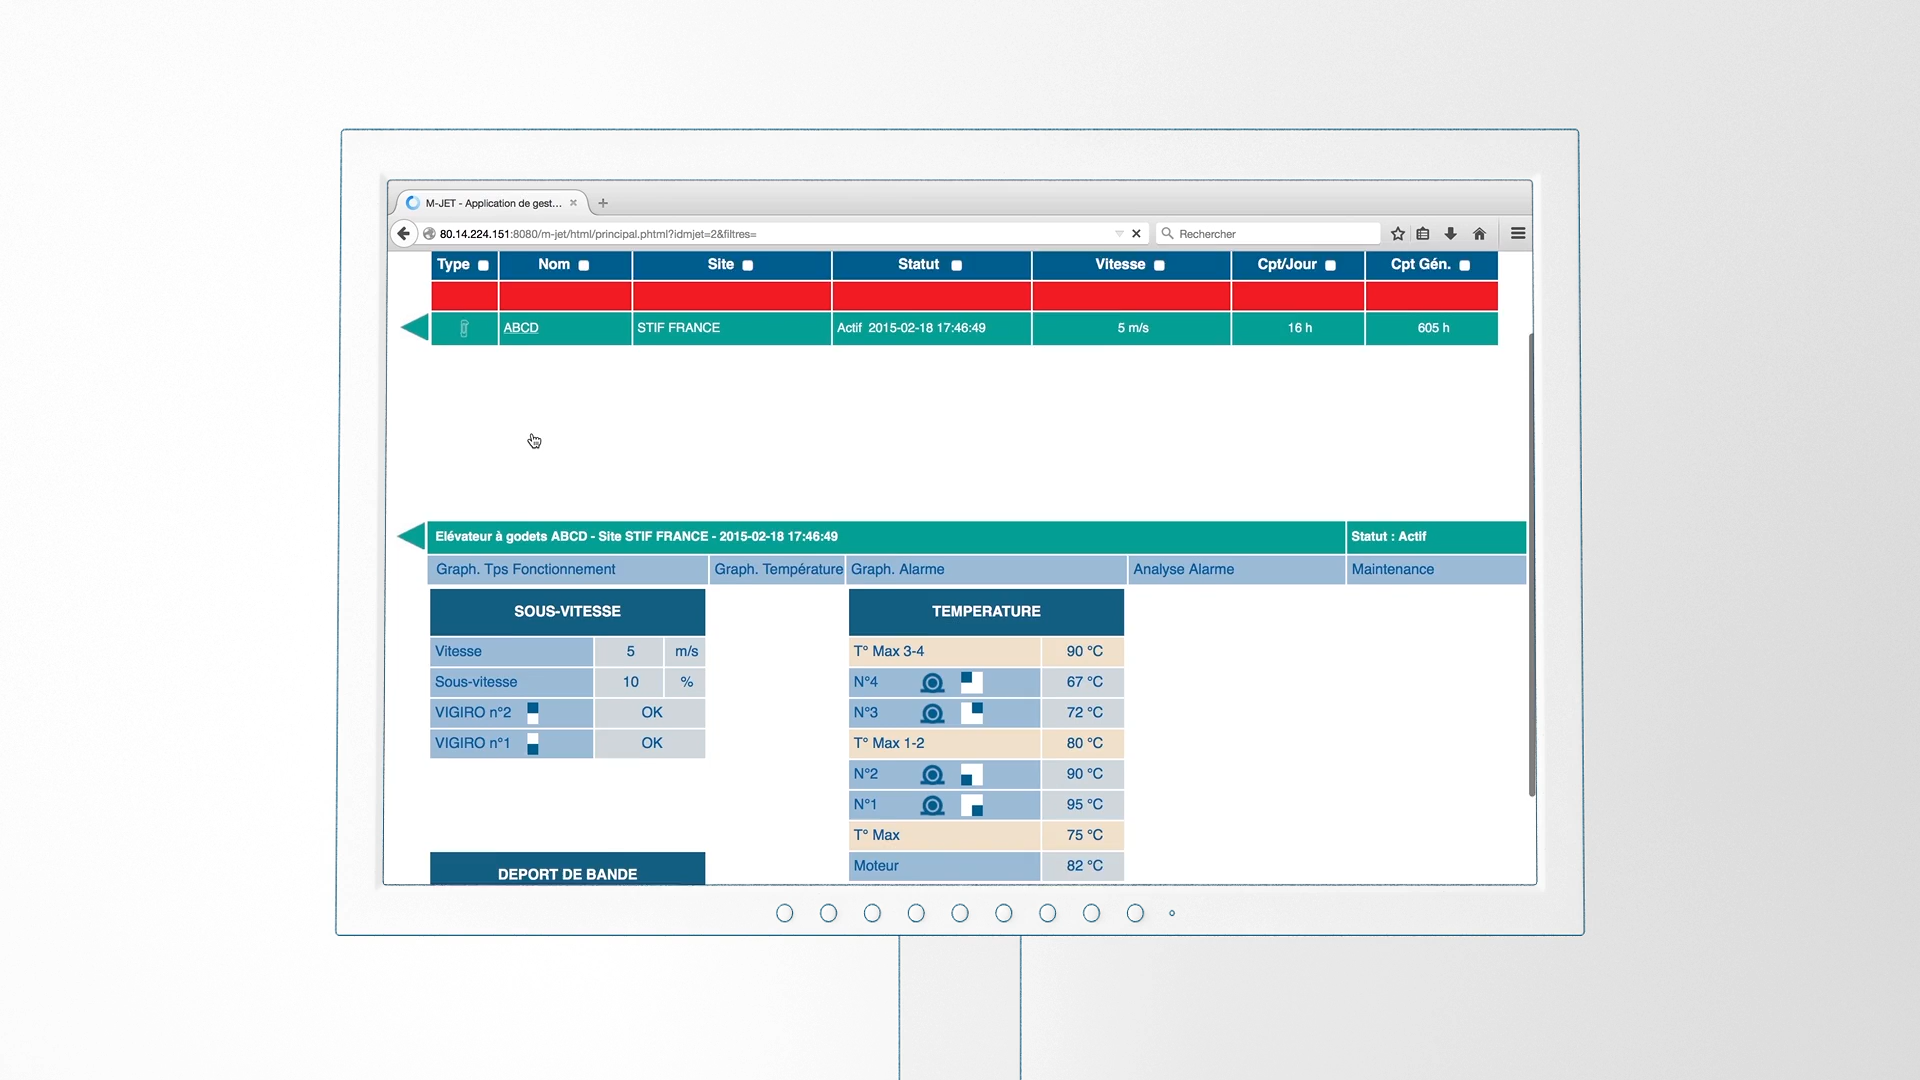 M-JET - Application de gest...
80.14.224.151:8080/m-jet/html/principal.phtml?idmjet=2&filtres=
Rechercher
Type Nom Site Statut Vitesse Cpt/Jour Cpt Gén.
ABCD STIF FRANCE Actif 2015-02-18 17:46:49 5 m/s 16 h 605 h
Elévateur à godets ABCD - Site STIF FRANCE - 2015-02-18 17:46:49 Statut : Actif
Graph. Tps Fonctionnement Graph. Température Graph. Alarme Analyse Alarme Maintenance
SOUS-VITESSE
Vitesse 5 m/s
Sous-vitesse 10 %
VIGIRO n°2 OK
VIGIRO n°1 OK
DEPORT DE BANDE
TEMPERATURE
T° Max 3-4 90 °C
N°4 67 °C
N°3 72 °C
T° Max 1-2 80 °C
N°2 90 °C
N°1 95 °C
T° Max 75 °C
Moteur 82 °C